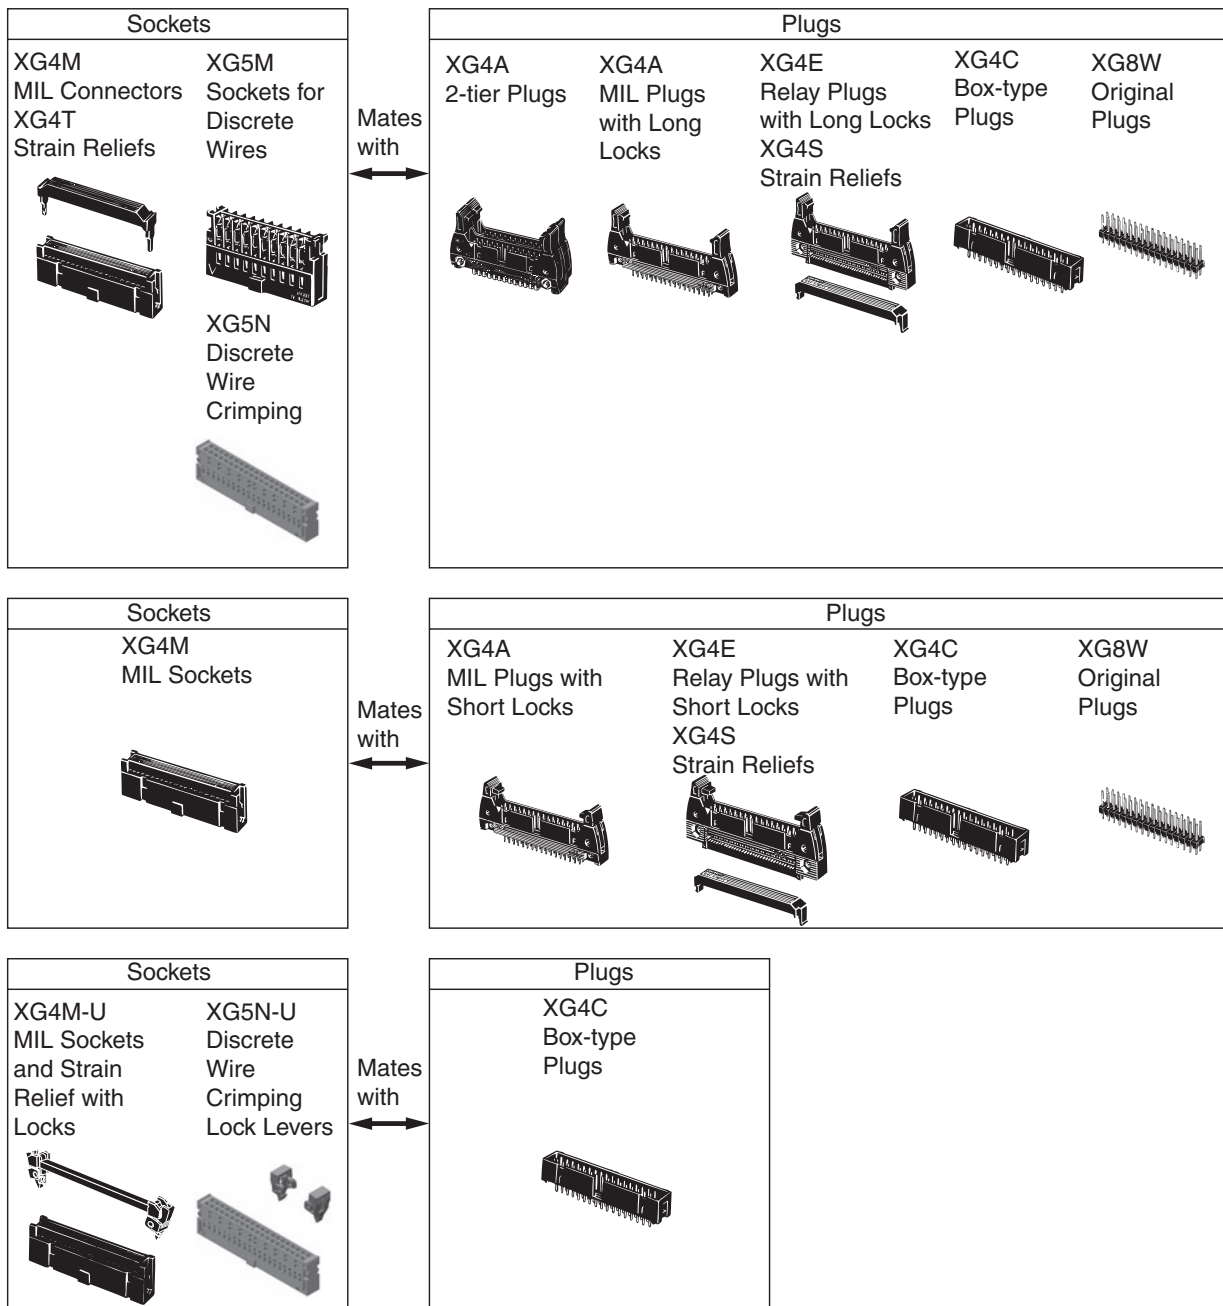 Sockets
XG4M
MIL Connectors
XG4T
Strain Reliefs
XG5M
Sockets for
Discrete
Wires
XG5N
Discrete
Wire
Crimping
Mates
with
Plugs
XG4A
2-tier Plugs
XG4A
MIL Plugs
with Long
Locks
XG4E
Relay Plugs
with Long Locks
XG4S
Strain Reliefs
XG4C
Box-type
Plugs
XG8W
Original
Plugs
Sockets
XG4M
MIL Sockets
Mates
with
Plugs
XG4A
MIL Plugs with
Short Locks
XG4E
Relay Plugs with
Short Locks
XG4S
Strain Reliefs
XG4C
Box-type
Plugs
XG8W
Original
Plugs
Sockets
XG4M-U
MIL Sockets
and Strain
Relief with
Locks
XG5N-U
Discrete
Wire
Crimping
Lock Levers
Mates
with
Plugs
XG4C
Box-type
Plugs